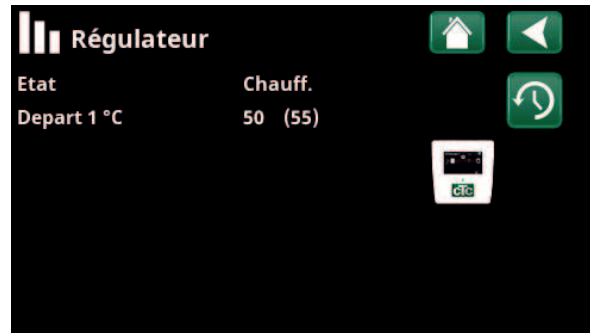 Régulateur
Etat Chauff.
Depart 1 °C 50 (55)
CTC